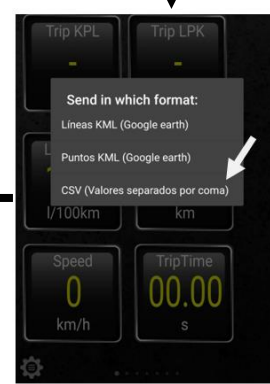 Trip KPL Trip LPK
- -
Send in which format:
Líneas KML (Google earth)
Puntos KML (Google earth)
CSV (Valores separados por coma)
l/100km km
Speed TripTime
0 00.00
km/h s